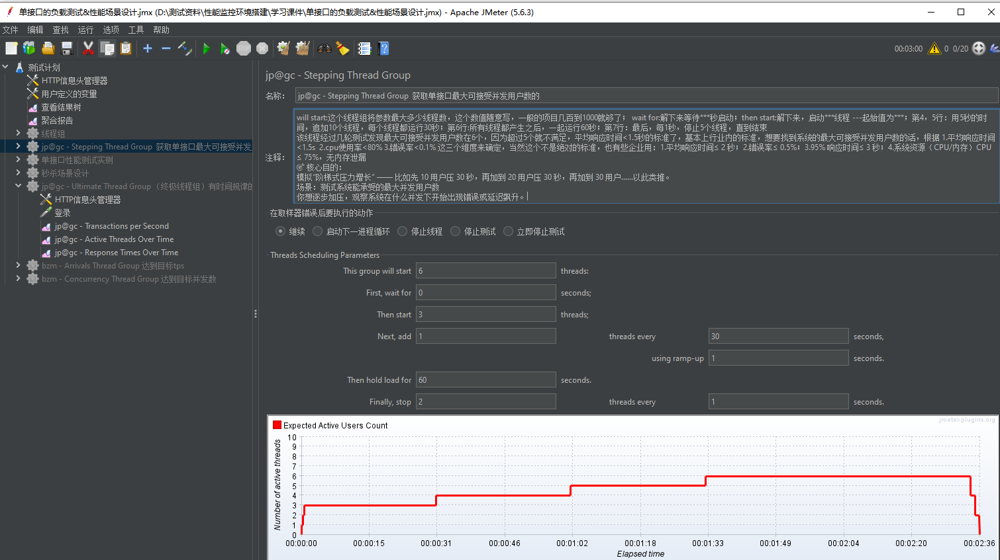 单接口的负载测试&性能场景设计.jmx (D:\测试资料\性能监控环境搭建\学习课件\单接口的负载测试&性能场景设计.jmx) - Apache JMeter (5.6.3)
文件 编辑 查找 运行 选项 工具 帮助
00:03:00 0 0/20
测试计划
HTTP信息头管理器
用户定义的变量
查看结果树
聚合报告
线程组
jp@gc - Stepping Thread Group 获取单接口最大可接受并发
单接口性能测试实测
秒杀场景设计
jp@gc - Ultimate Thread Group（终极线程组）有时间规律的
HTTP信息头管理器
登录
jp@gc - Transactions per Second
jp@gc - Active Threads Over Time
jp@gc - Response Times Over Time
bzm - Arrivals Thread Group 达到目标tps
bzm - Concurrency Thread Group 达到目标并发数
jp@gc - Stepping Thread Group
名称： jp@gc - Stepping Thread Group 获取单接口最大可接受并发用户数的
注释：
will start:这个线程组将参数最大多少线程数，这个数值随意写，一般的项目几百到1000就够了； wait for:解下来等待***秒启动；then start:解下来，启动***线程 ---起始值为***；第4，5行：用5秒的时
间，追加10个线程，每个线程都运行30秒；第6行:所有线程都产生之后，一起运行60秒；第7行：最后，每1秒，停止5个线程，直到结束
该线程经过几轮测试发现最大可接受并发用户数在6个，因为超过5个就不满足，平均响应时间<1.5秒的标准了，基本上行业内的标准，想要找到系统的最大可接受并发用户数的话，根据 1.平均响应时间
<1.5s 2.cpu使用率<80% 3.错误率<0.1% 这三个维度来确定，当然这个不是绝对的标准，也有些企业用：1.平均响应时间≤ 2 秒；2.错误率≤ 0.5%；3.95% 响应时间≤ 3 秒；4.系统资源（CPU/内存）CPU
≤ 75%，无内存泄漏
🎯 核心目的：
模拟“阶梯式压力增长” —— 比如先 10 用户压 30 秒，再加到 20 用户压 30 秒，再加到 30 用户……以此类推。
场景：测试系统能承受的最大并发用户数
你想逐步加压，观察系统在什么并发下开始出现错误或延迟飙升。
在取样器错误后要执行的动作
继续 启动下一进程循环 停止线程 停止测试 立即停止测试
Threads Scheduling Parameters
This group will start 6 threads:
First, wait for 0 seconds;
Then start 3 threads;
Next, add 1 threads every 30 seconds,
using ramp-up 1 seconds.
Then hold load for 60 seconds.
Finally, stop 2 threads every 1 seconds.
jmeter-plugins.org
Expected Active Users Count
Number of active threads
10
9
8
7
6
5
4
3
2
1
0
00:00:00 00:00:15 00:00:31 00:00:46 00:01:02 00:01:18 00:01:33 00:01:49 00:02:04 00:02:20 00:02:36
Elapsed time